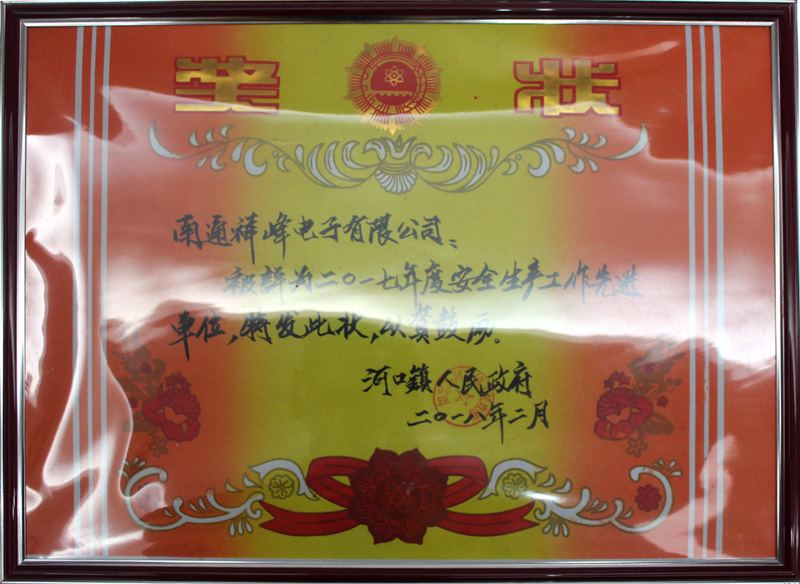 奖 状
南通祥峰电子有限公司:
被評为二〇一七年度安全生产工作先进
单位,特发此状,以资鼓励。
河口鎮人民政府
二〇一八年二月